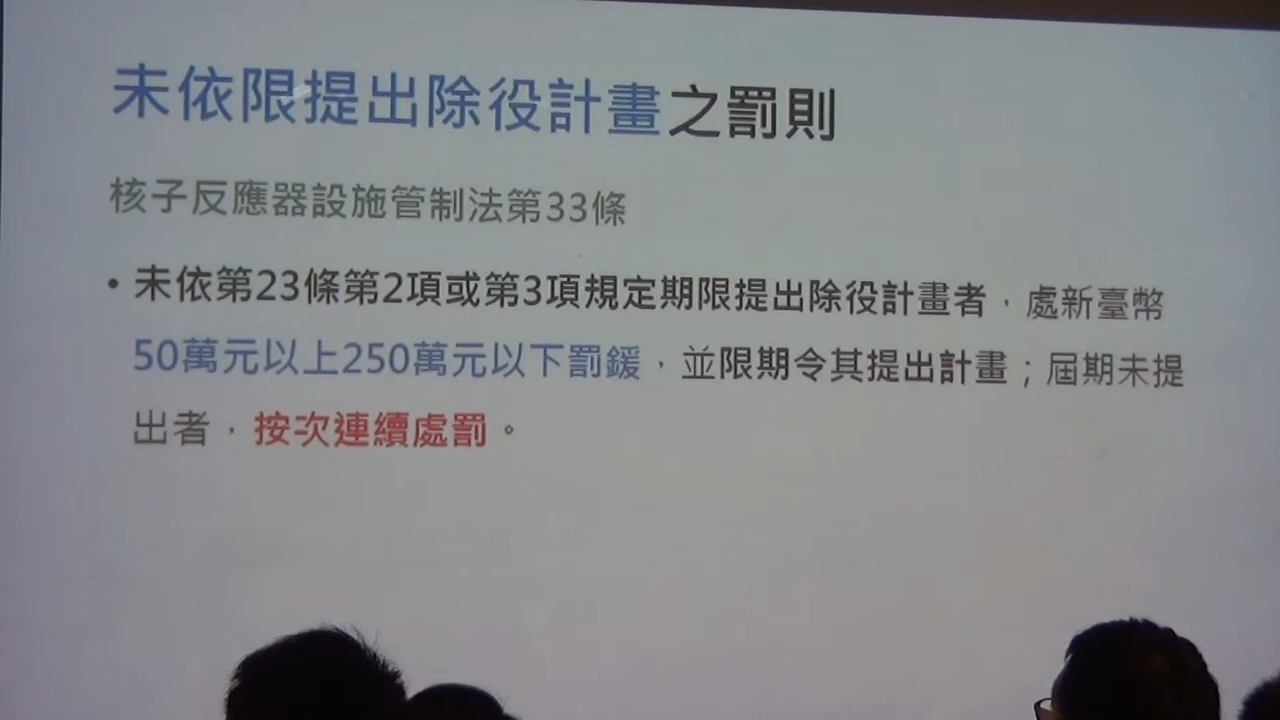 未依限提出除役計畫之罰則
核子反應器設施管制法第33條
• 未依第23條第2項或第3項規定期限提出除役計畫者，處新臺幣
50萬元以上250萬元以下罰鍰，並限期令其提出計畫；屆期未提
出者，按次連續處罰。